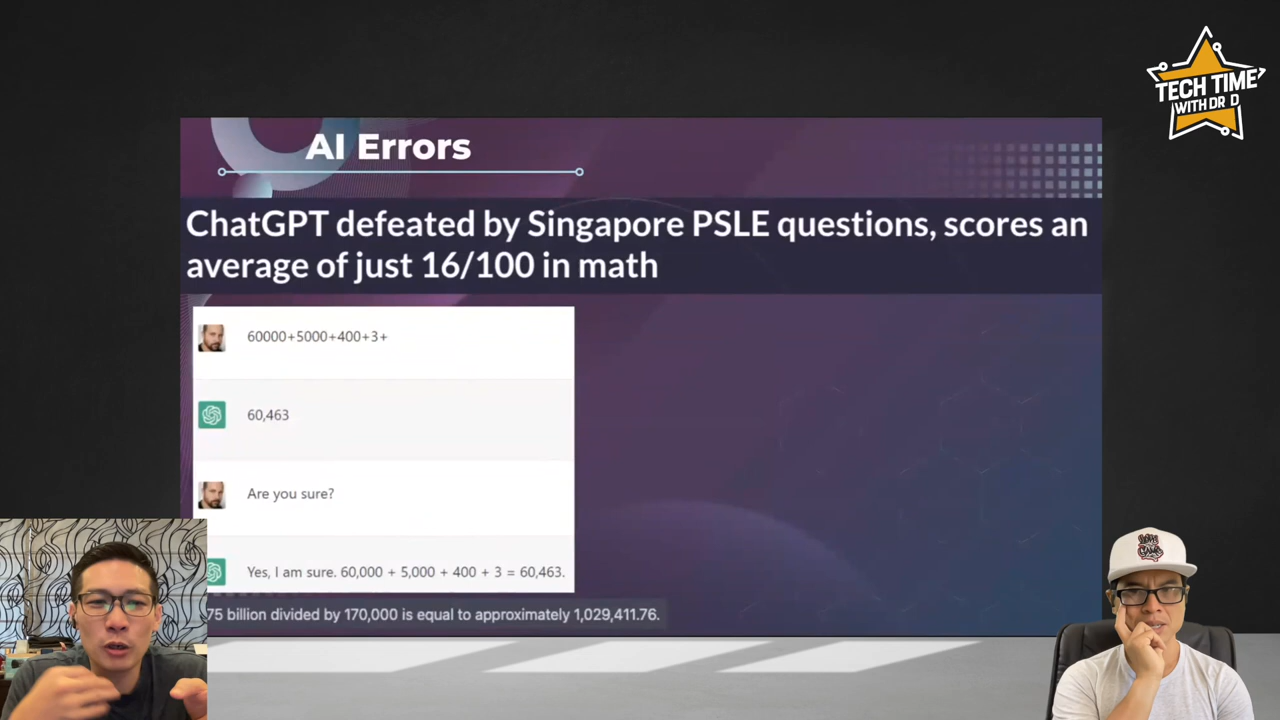 TECH TIME
WITH DR D
AI Errors
ChatGPT defeated by Singapore PSLE questions, scores an
average of just 16/100 in math
60000+5000+400+3+
60,463
Are you sure?
Yes, I am sure. 60,000 + 5,000 + 400 + 3 = 60,463.
75 billion divided by 170,000 is equal to approximately 1,029,411.76.